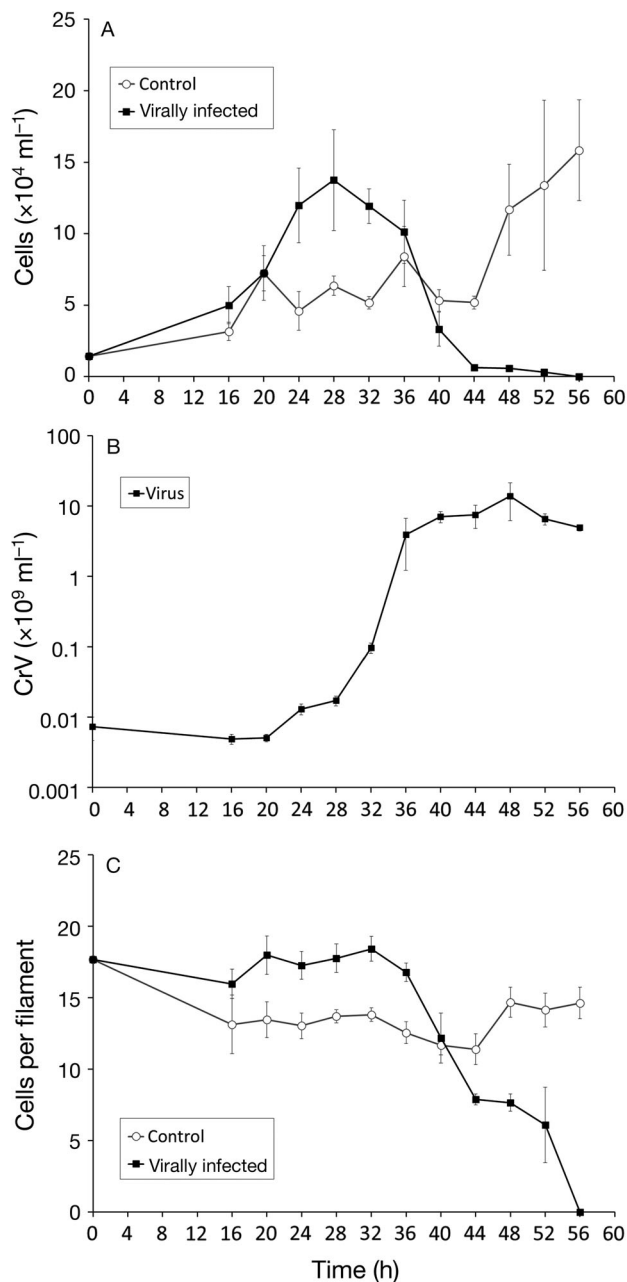 A
25
20
15
10
5
0
Cells (×10⁴ ml⁻¹)
Control
Virally infected
0 4 8 12 16 20 24 28 32 36 40 44 48 52 56 60
B
100
10
1
0.1
0.01
0.001
CrV (×10⁹ ml⁻¹)
Virus
0 4 8 12 16 20 24 28 32 36 40 44 48 52 56 60
C
25
20
15
10
5
0
Cells per filament
Control
Virally infected
0 4 8 12 16 20 24 28 32 36 40 44 48 52 56 60
Time (h)